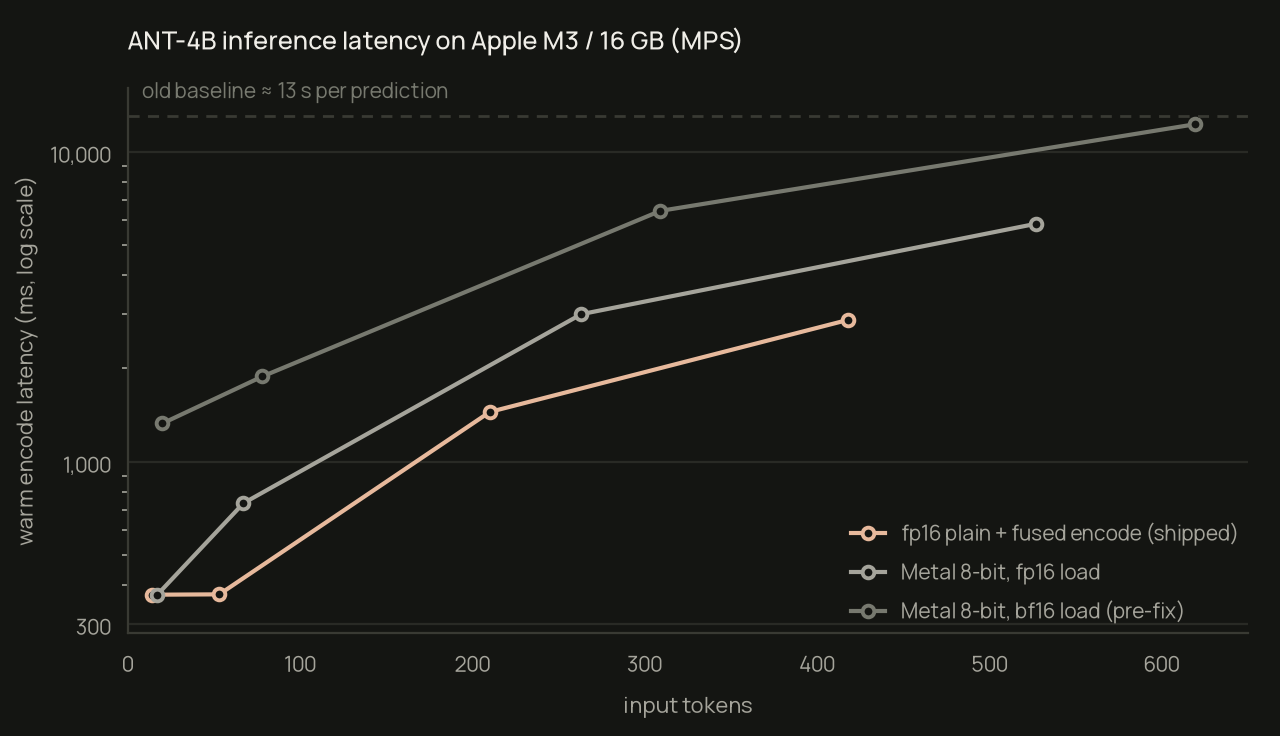 ANT-4B inference latency on Apple M3 / 16 GB (MPS)
old baseline ≈ 13 s per prediction
warm encode latency (ms, log scale)
10,000
1,000
300
fp16 plain + fused encode (shipped)
Metal 8-bit, fp16 load
Metal 8-bit, bf16 load (pre-fix)
0 100 200 300 400 500 600
input tokens